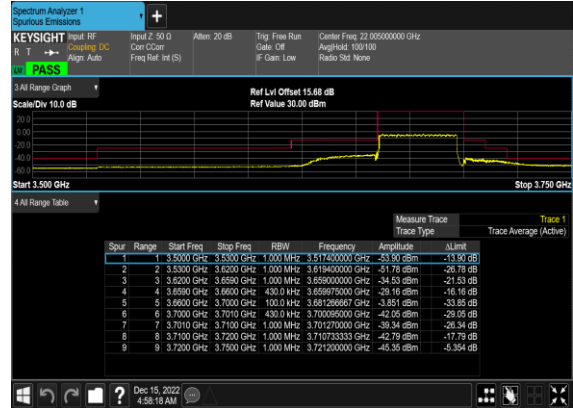 Spectrum Analyzer 1
Spurious Emissions
KEYSIGHT Input: RF Input Z: 50 Ω Atten: 20 dB Trig: Free Run Center Freq: 22.005000000 GHz
R T Coupling: DC Corr CCorr Gate: Off Avg|Hold: 100/100
Align: Auto Freq Ref: Int (S) IF Gain: Low Radio Std: None
PASS
3 All Range Graph Ref Lvl Offset 15.68 dB
Scale/Div 10.0 dB Ref Value 30.00 dBm
20.0
0.00
-20.0
-40.0
-60.0
Start 3.500 GHz Stop 3.750 GHz
4 All Range Table
Measure Trace Trace 1
Trace Type Trace Average (Active)
Spur Range Start Freq Stop Freq RBW Frequency Amplitude ΔLimit
1 1 3.5000 GHz 3.5300 GHz 1.000 MHz 3.517400000 GHz -53.90 dBm -13.90 dB
2 2 3.5300 GHz 3.6200 GHz 1.000 MHz 3.619400000 GHz -51.78 dBm -26.78 dB
3 3 3.6200 GHz 3.6590 GHz 1.000 MHz 3.659000000 GHz -34.53 dBm -21.53 dB
4 4 3.6590 GHz 3.6600 GHz 430.0 kHz 3.659975000 GHz -29.16 dBm -16.16 dB
5 5 3.6600 GHz 3.7000 GHz 100.0 kHz 3.681266667 GHz -3.851 dBm -33.85 dB
6 6 3.7000 GHz 3.7010 GHz 430.0 kHz 3.700095000 GHz -42.05 dBm -29.05 dB
7 7 3.7010 GHz 3.7100 GHz 1.000 MHz 3.701270000 GHz -39.34 dBm -26.34 dB
8 8 3.7100 GHz 3.7200 GHz 1.000 MHz 3.710733333 GHz -42.79 dBm -17.79 dB
9 9 3.7200 GHz 3.7500 GHz 1.000 MHz 3.721200000 GHz -45.35 dBm -5.354 dB
Dec 15, 2022
4:58:18 AM